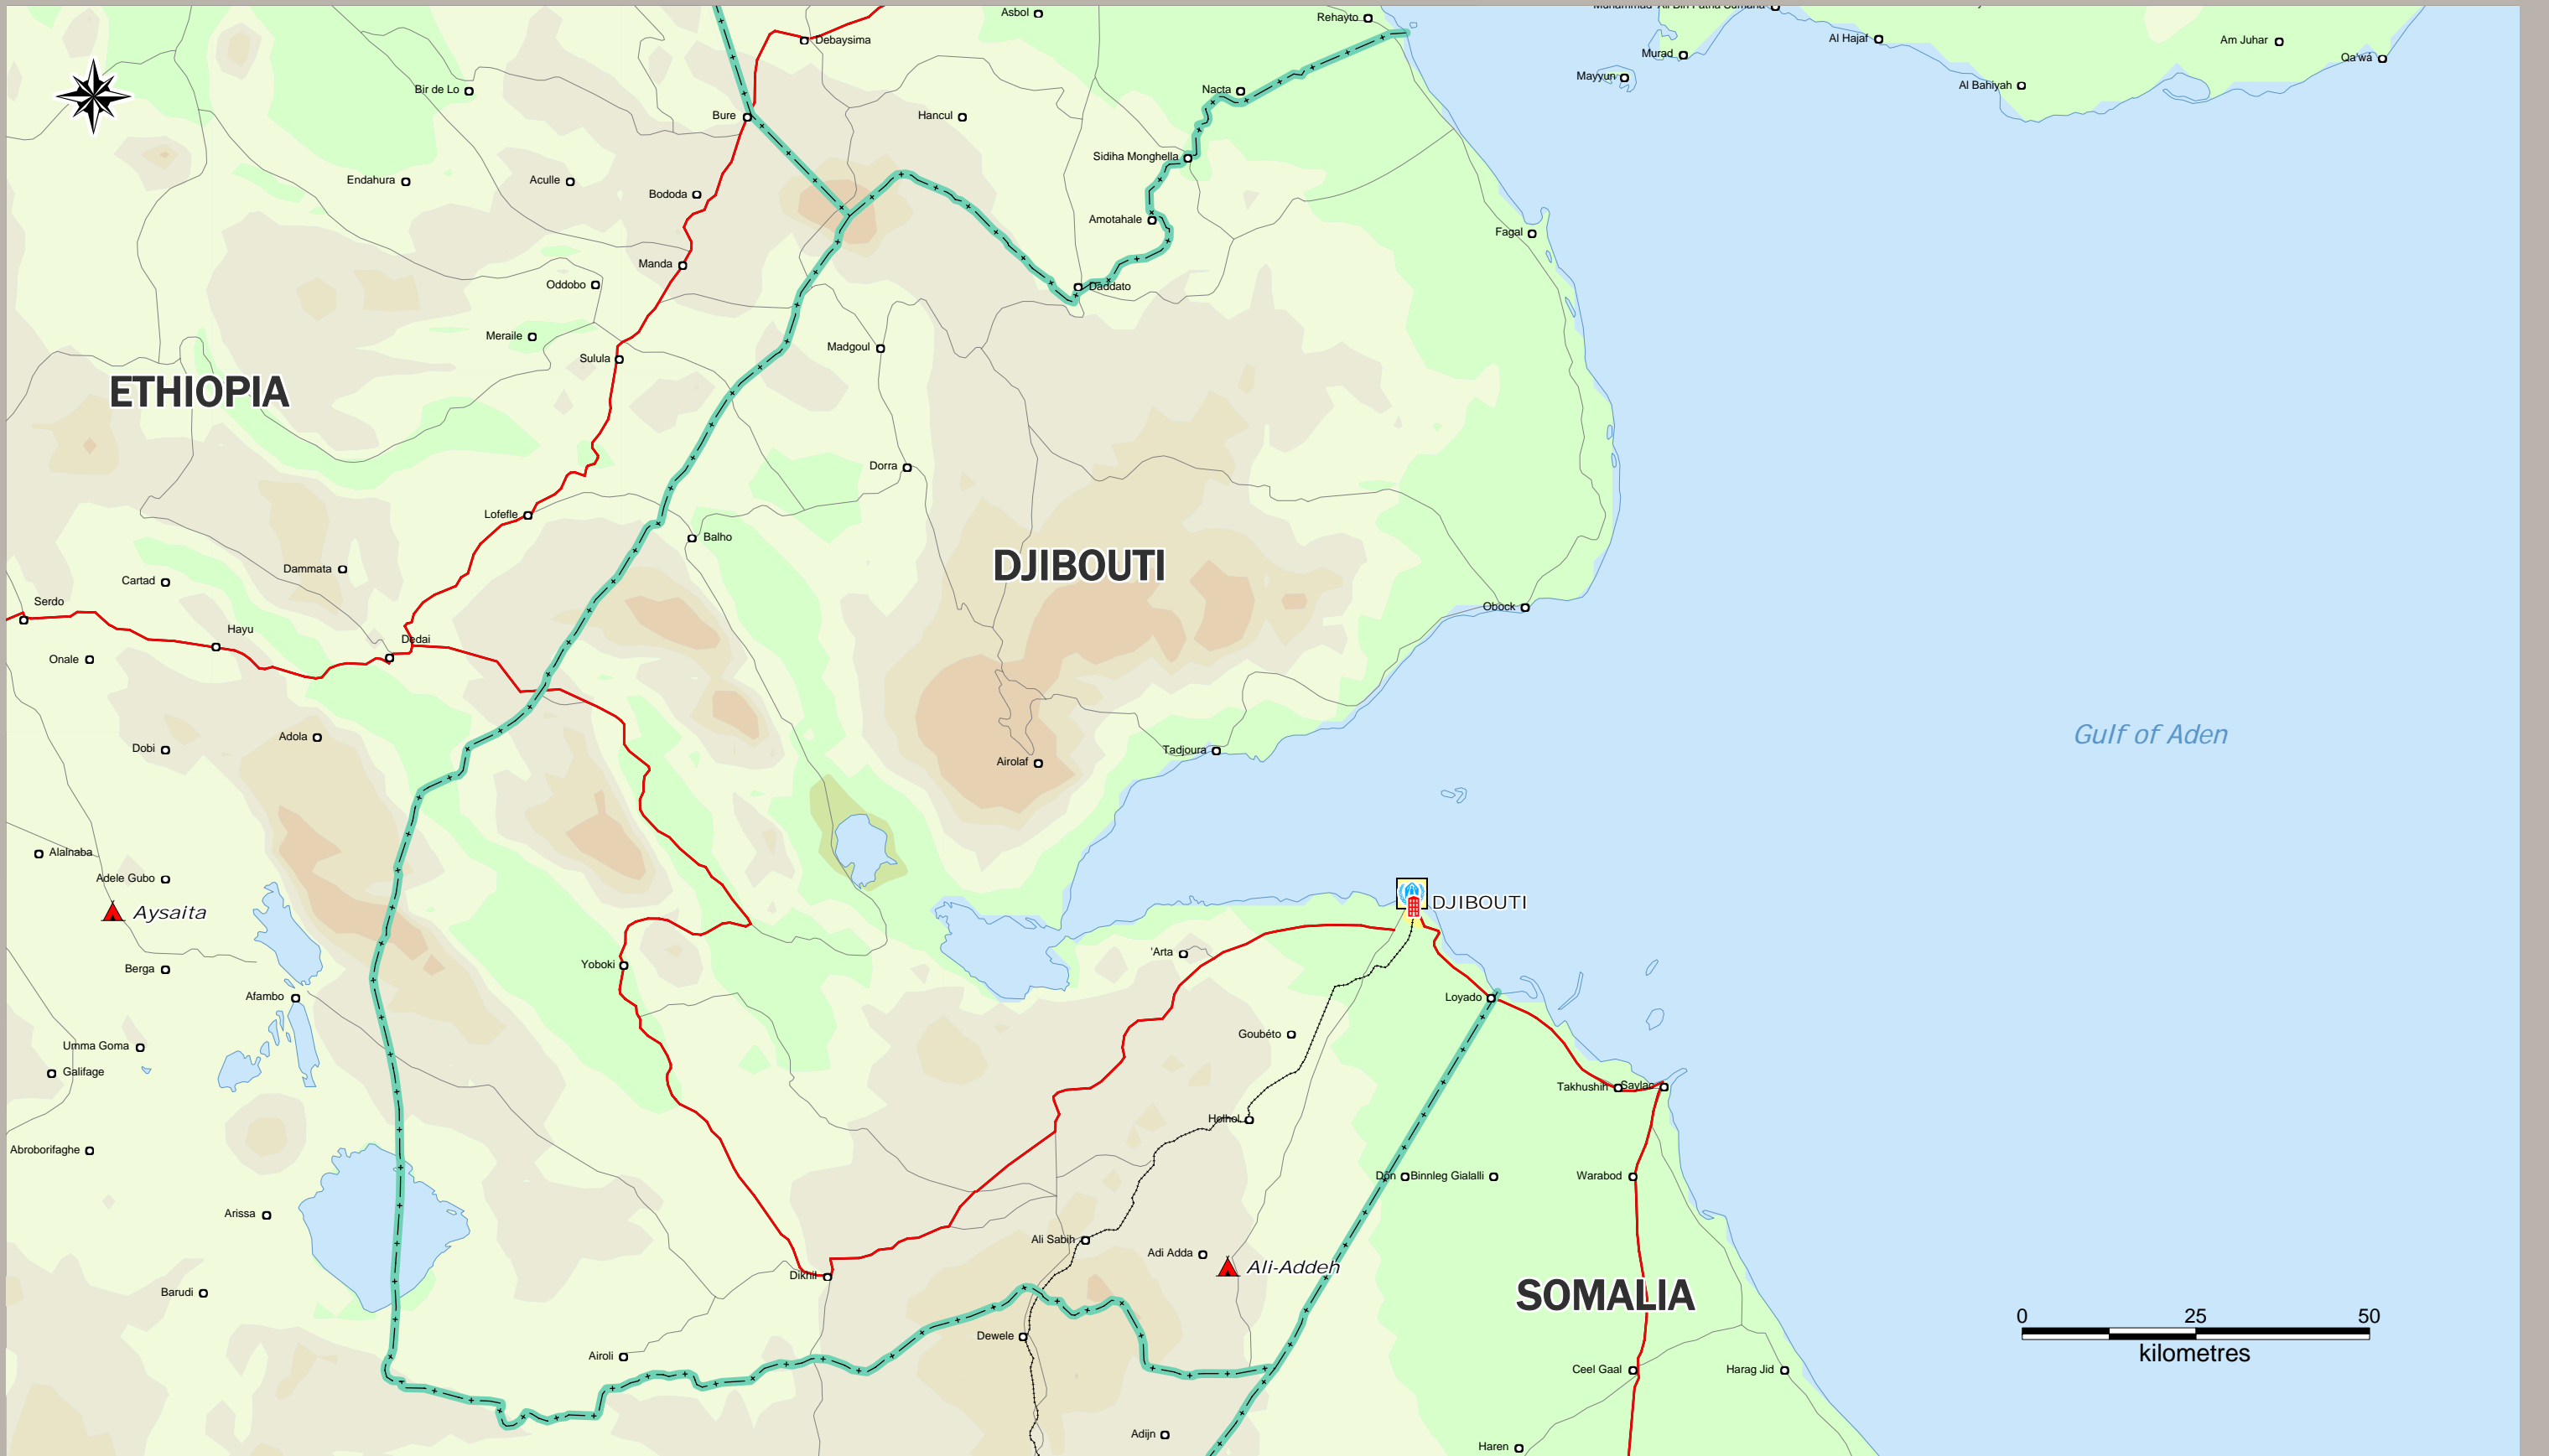 Asbol
Rehayto
Debaysima
Murad
Al Hajaf
Am Juhar
Qa'wa
Mayyun
Al Bahiyah
Bir de Lo
Nacta
Bure
Hancul
Sidiha Monghella
Endahura
Aculle
Bododa
Amotahale
Fagal
Manda
Oddobo
Daddato
Meraile
Sulula
Madgoul
ETHIOPIA
Dorra
Lofefle
Balho
DJIBOUTI
Dammata
Cartad
Serdo
Obock
Hayu
Dedai
Onale
Gulf of Aden
Adola
Dobi
Tadjoura
Airolaf
Alalnaba
Adele Gubo
Aysaita
DJIBOUTI
'Arta
Yoboki
Berga
Afambo
Loyado
Goubéto
Umma Goma
Galifage
Takhushin
Saylac
Holhol
Abroborifaghe
Dôn
Binnleg Gialalli
Warabod
Arissa
Ali Sabih
Adi Adda
Ali-Addeh
Dikhil
Barudi
SOMALIA
0 25 50
kilometres
Dewele
Airoli
Ceel Gaal
Harag Jid
Adijn
Haren